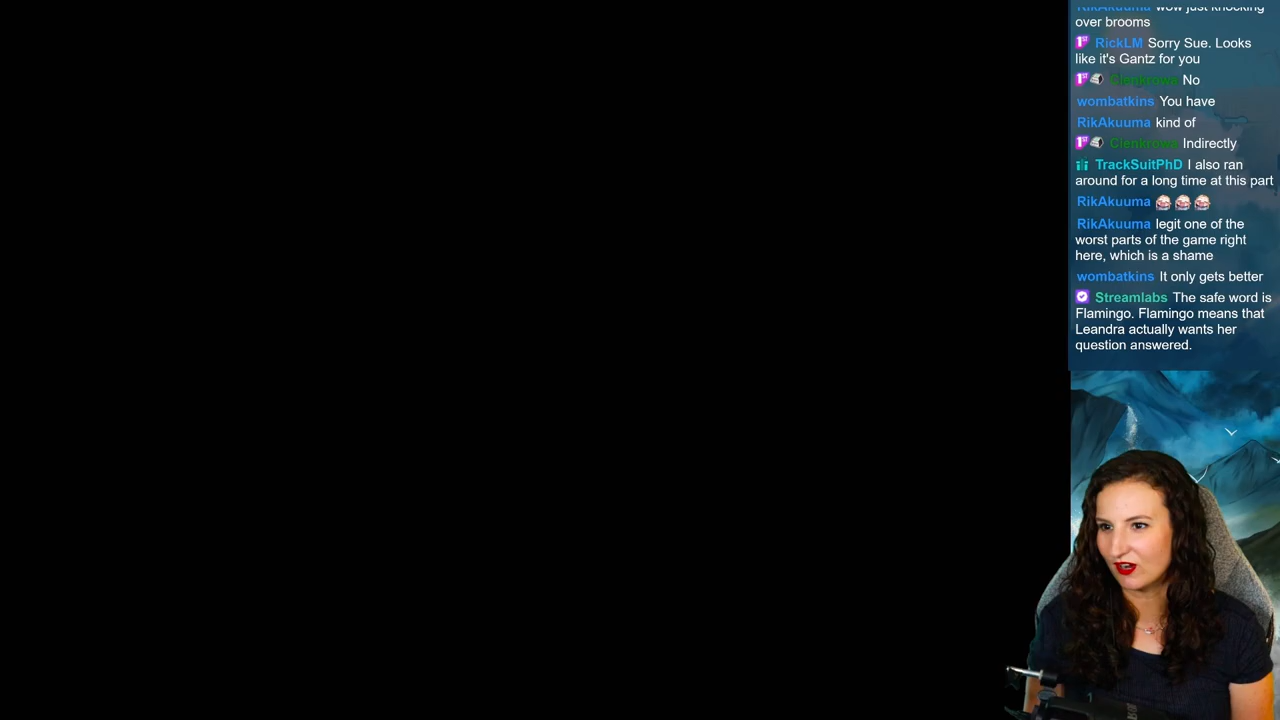 RikAkuuma wow just knocking
over brooms
RickLM Sorry Sue. Looks
like it's Gantz for you
Clenkrowe No
wombatkins You have
RikAkuuma kind of
Clenkrowe Indirectly
TrackSuitPhD I also ran
around for a long time at this part
RikAkuuma
RikAkuuma legit one of the
worst parts of the game right
here, which is a shame
wombatkins It only gets better
Streamlabs The safe word is
Flamingo. Flamingo means that
Leandra actually wants her
question answered.